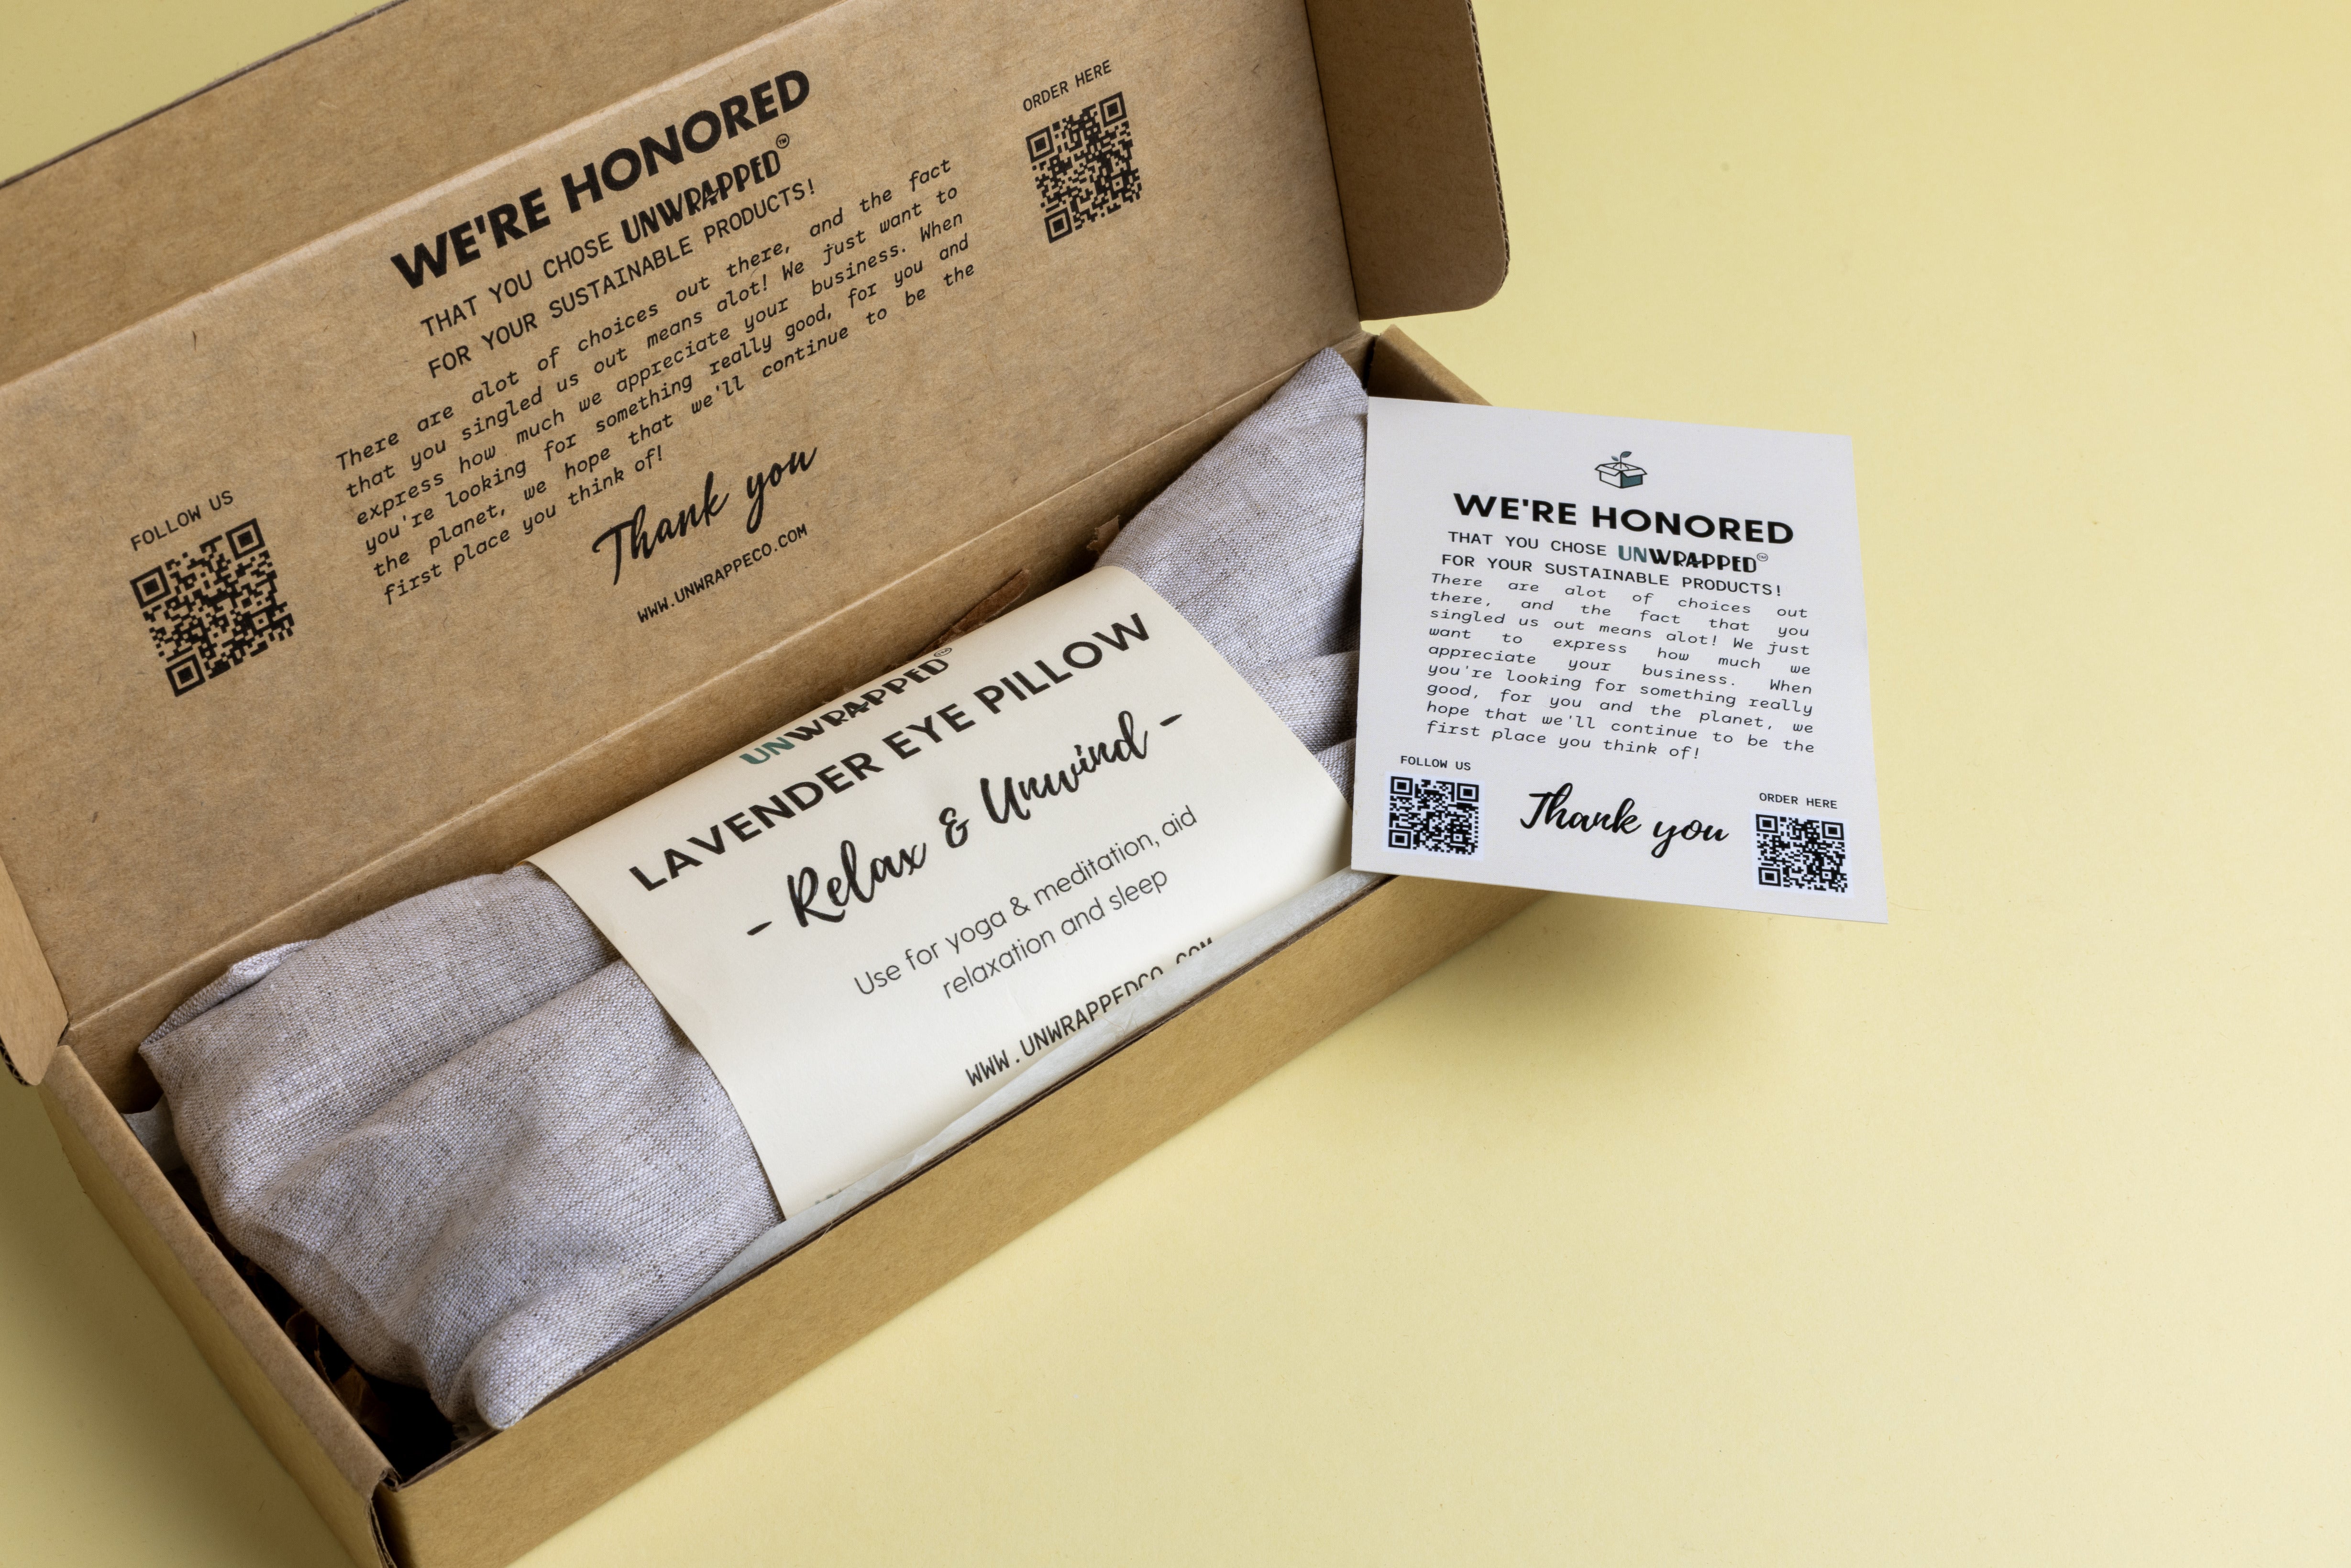 WE'RE HONORED
THAT YOU CHOSE UNWRAPPED™
FOR YOUR SUSTAINABLE PRODUCTS!
There are alot of choices out there, and the fact
that you singled us out means alot! We just want to
express how much we appreciate your business. When
you're looking for something really good, for you and
the planet, we hope that we'll continue to be the
first place you think of!
Thank you
WWW.UNWRAPPECO.COM
FOLLOW US
ORDER HERE
UNWRAPPED™
LAVENDER EYE PILLOW
- Relax & Unwind -
Use for yoga & meditation, aid
relaxation and sleep
WWW.UNWRAPPEDCO.COM
WE'RE HONORED
THAT YOU CHOSE UNWRAPPED™
FOR YOUR SUSTAINABLE PRODUCTS!
There are alot of choices out
there, and the fact that you
singled us out means alot! We just
want to express how much we
appreciate your business. When
you're looking for something really
good, for you and the planet, we
hope that we'll continue to be the
first place you think of!
FOLLOW US
Thank you
ORDER HERE